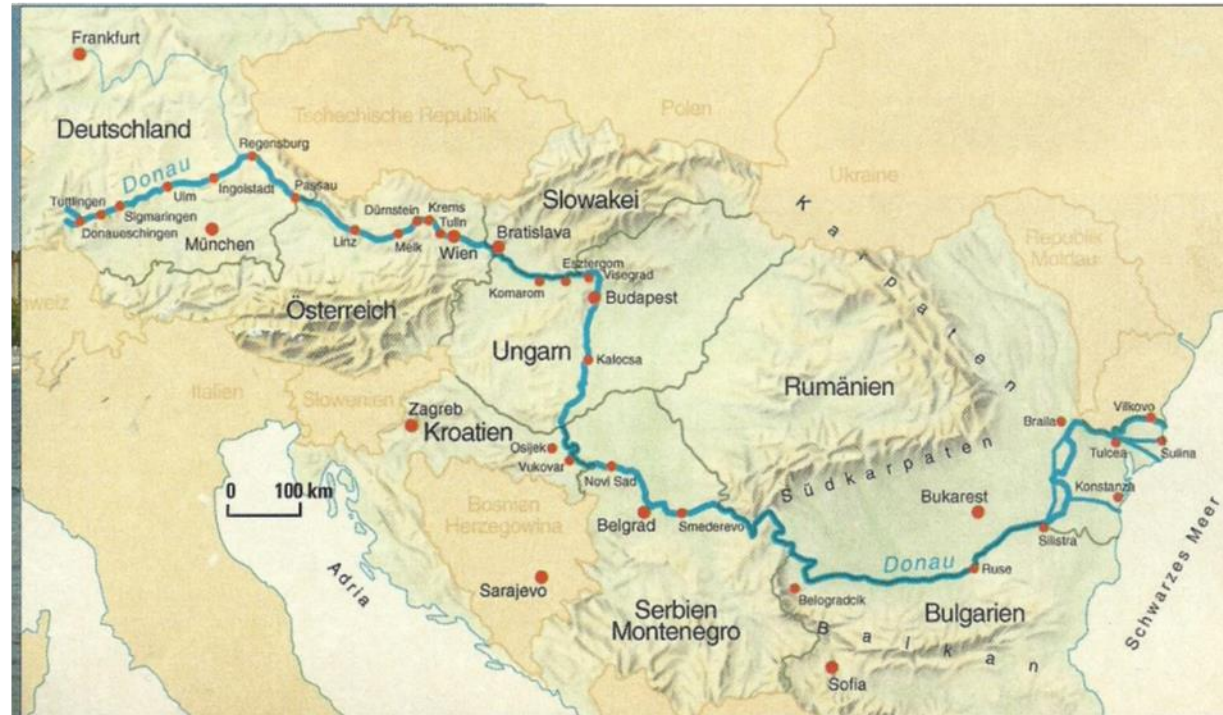 Frankfurt
Tschechische Republik
Polen
Deutschland
Regensburg
Donau
Ingolstadt
Ulm
Passau
Tuttlingen
Sigmaringen
Donaueschingen
München
Linz
Dürnstein
Krems
Melk
Tulln
Wien
Slowakei
Bratislava
Ukraine
Karpaten
Republik
Moldau
Esztergom
Visegrad
Komarom
Budapest
Österreich
Ungarn
Kalocsa
Rumänien
Italien
Slowenien
Zagreb
Kroatien
Osijek
Vukovar
Novi Sad
Südkarpaten
Braila
Vilkovo
Tulcea
Sulina
Konstanza
Bukarest
0 100 km
Bosnien
Herzegowina
Belgrad
Smederevo
Silistra
Donau
Ruse
Adria
Sarajevo
Serbien
Montenegro
Belogradcik
Bulgarien
Balkan
Sofia
Schwarzes Meer